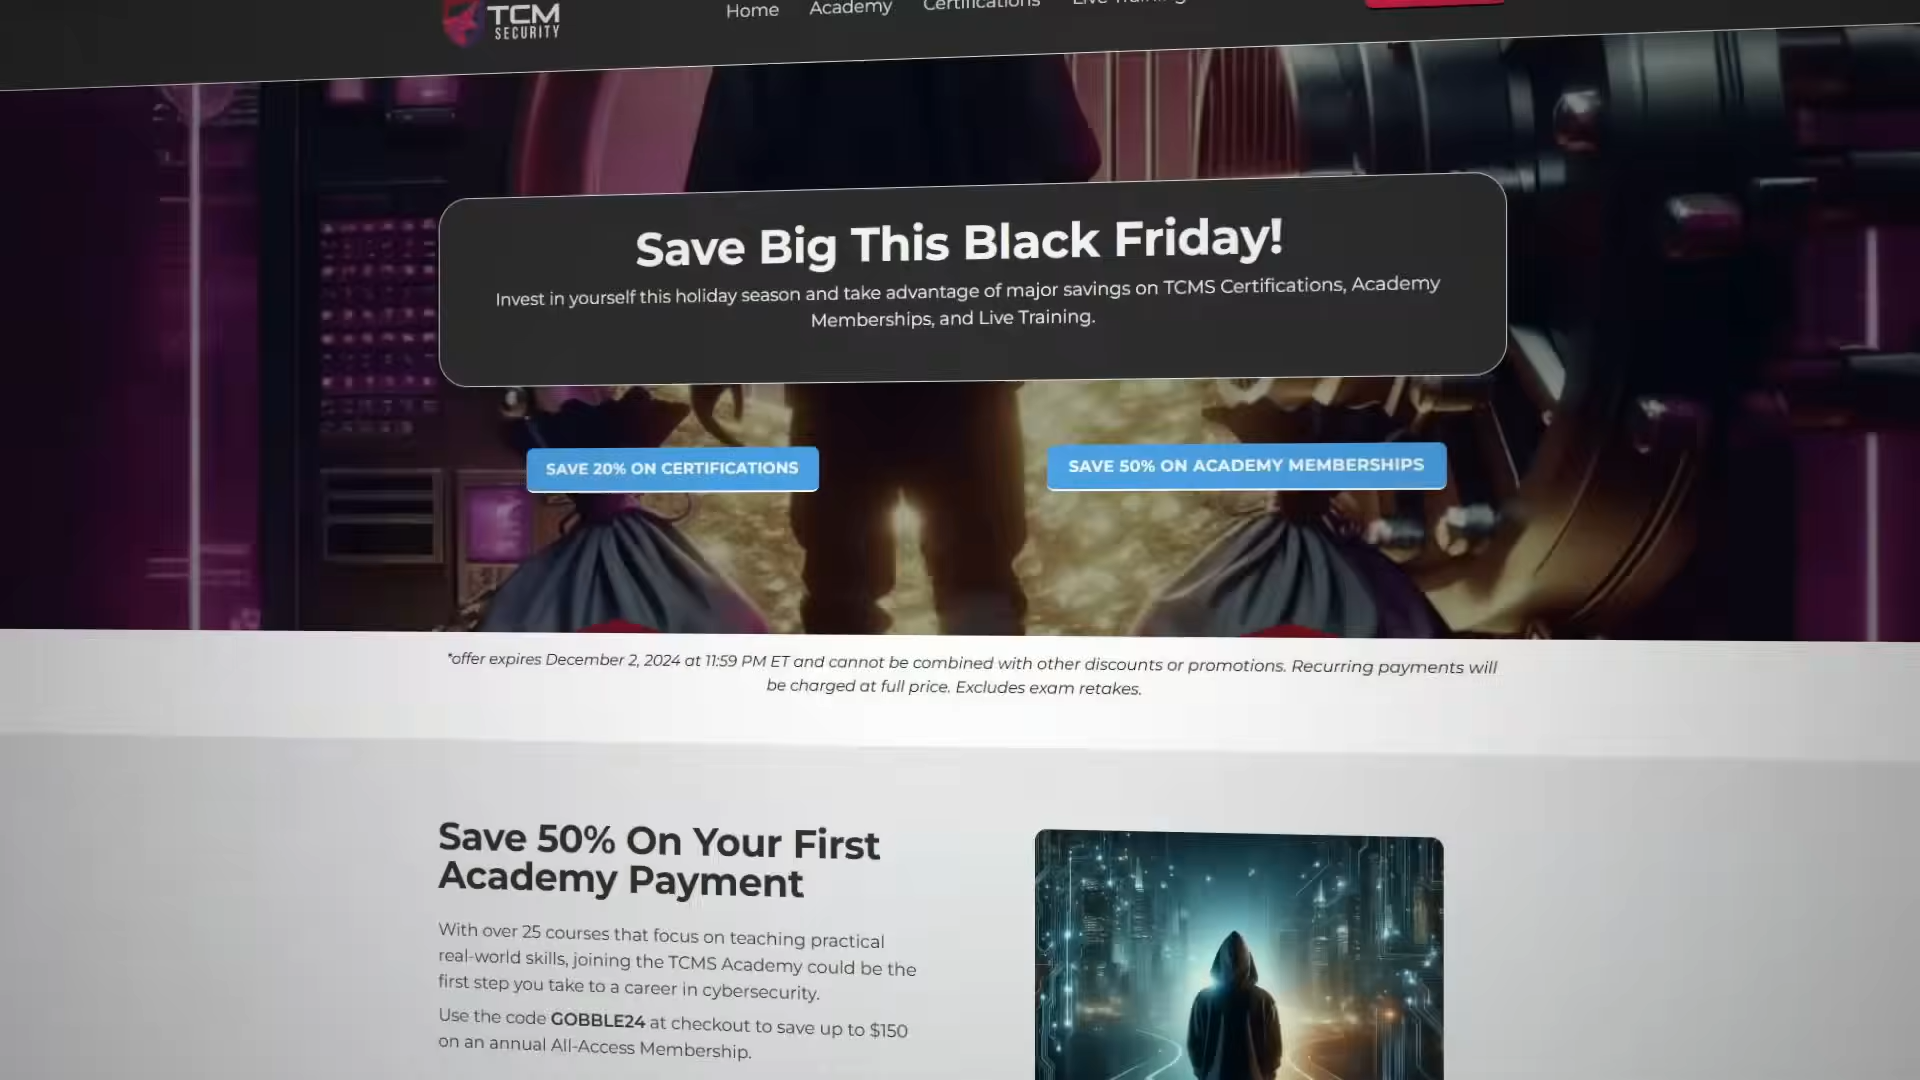 TCM
SECURITY
Home
Academy
Certifications
Live Training
Save Big This Black Friday!
Invest in yourself this holiday season and take advantage of major savings on TCMS Certifications, Academy
Memberships, and Live Training.
SAVE 20% ON CERTIFICATIONS
SAVE 50% ON ACADEMY MEMBERSHIPS
*offer expires December 2, 2024 at 11:59 PM ET and cannot be combined with other discounts or promotions. Recurring payments will
be charged at full price. Excludes exam retakes.
Save 50% On Your First
Academy Payment
With over 25 courses that focus on teaching practical
real-world skills, joining the TCMS Academy could be the
first step you take to a career in cybersecurity.
Use the code GOBBLE24 at checkout to save up to $150
on an annual All-Access Membership.